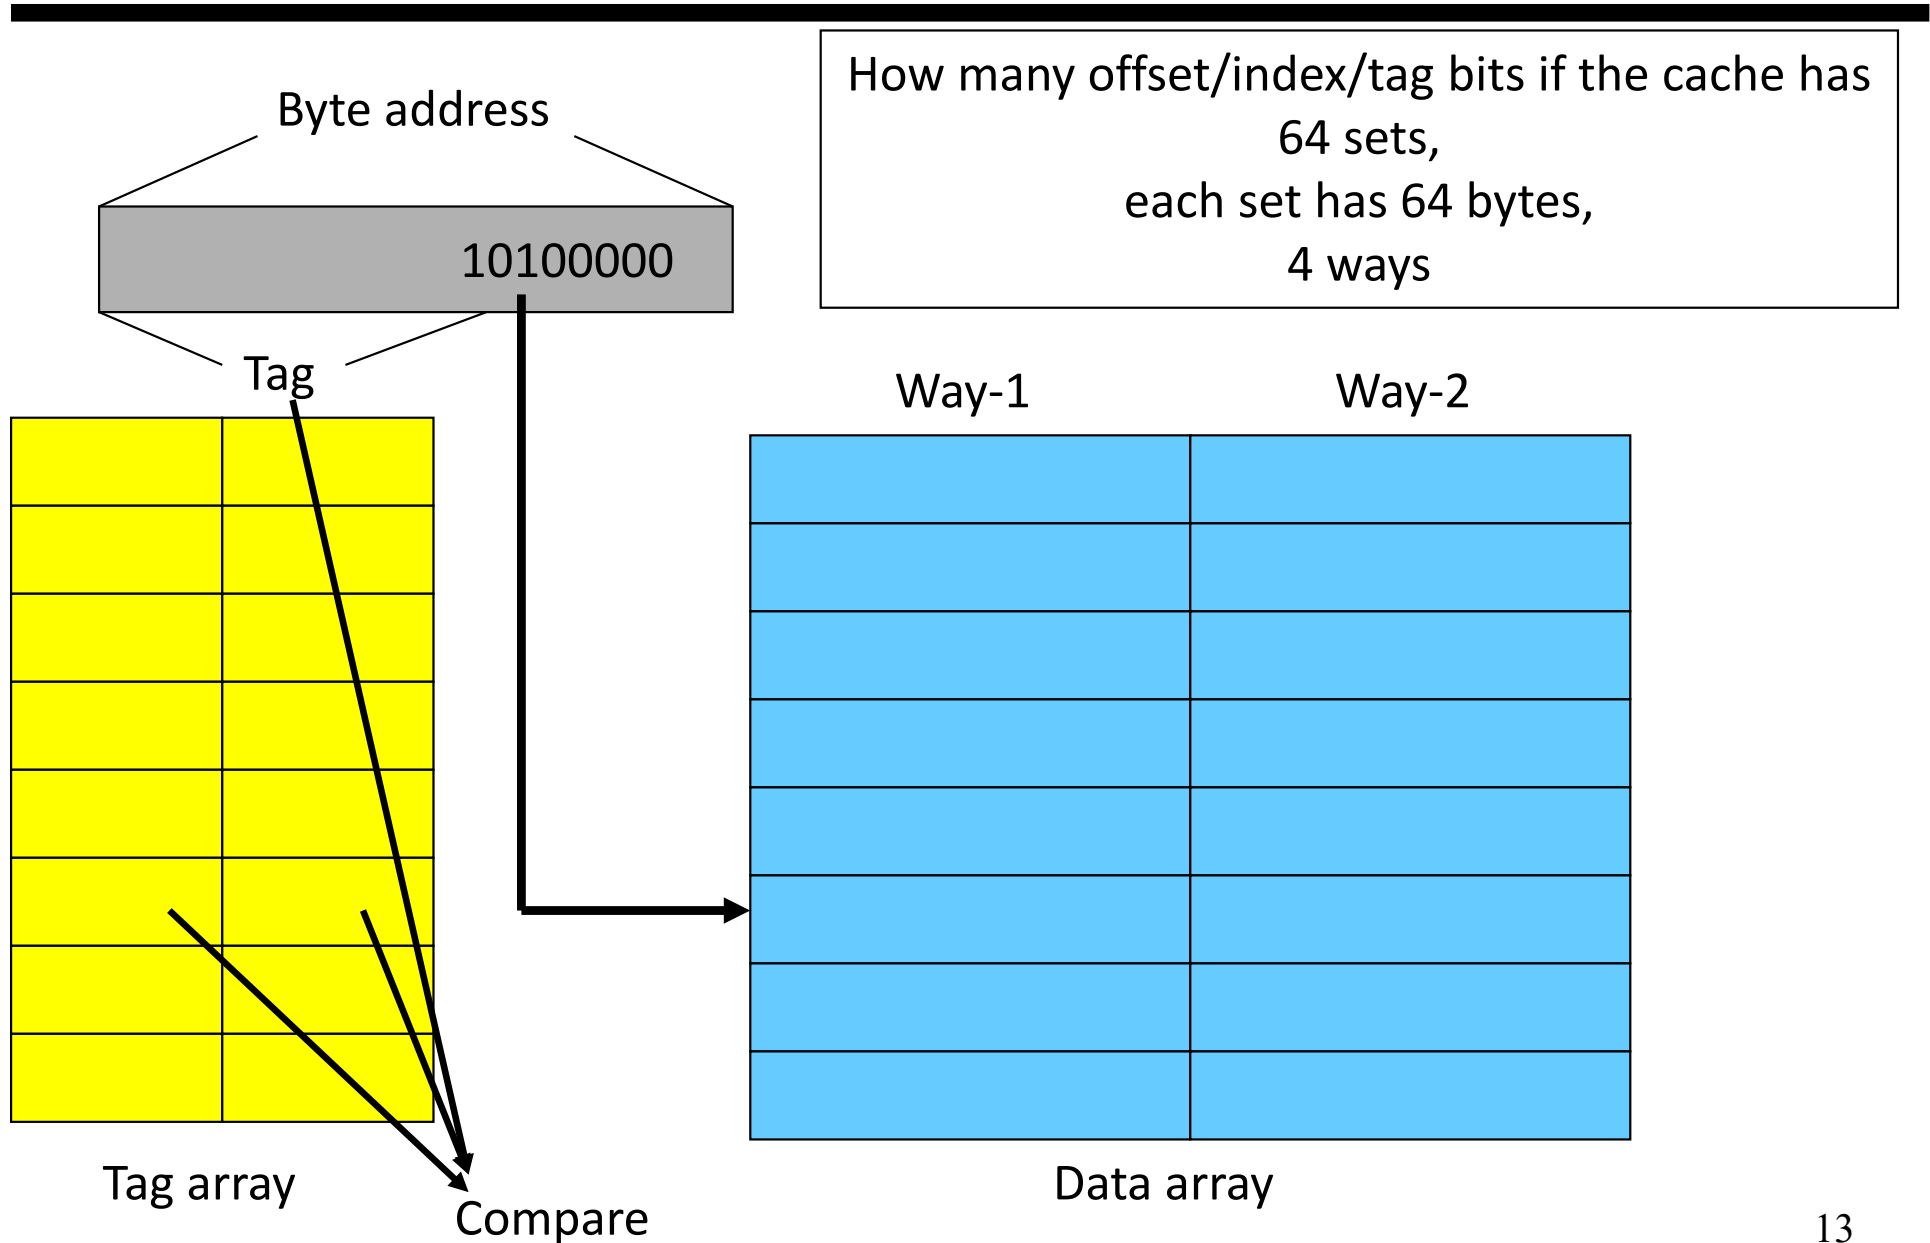 How many offset/index/tag bits if the cache has
64 sets,
each set has 64 bytes,
4 ways
Byte address
10100000
Tag
Way-1
Way-2
Tag array
Data array
Compare
13